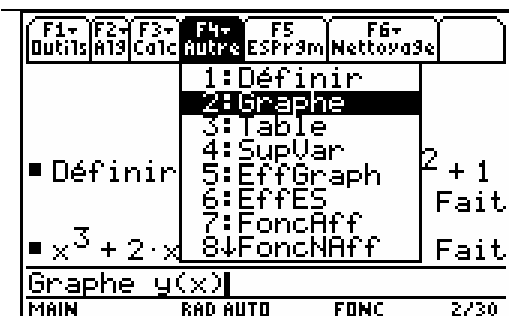 F1▾ F2▾ F3▾ F4▾ F5 F6▾
Outils Alg Calc Autre ESPrgm Nettoyage
1:Définir
2:Graphe
3:Table
4:SupVar
5:EffGraph
6:EffES
7:FoncAff
8↓FoncNAff
▪ Définir 2 + 1
Fait
▪ x³ + 2·x Fait
Graphe y(x)
MAIN RAD AUTO FONC 2/30